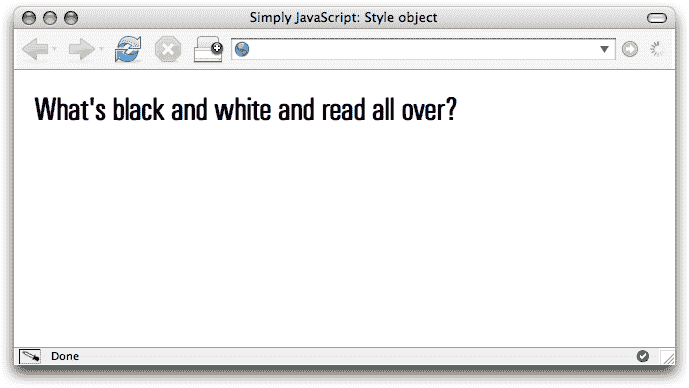 Simply JavaScript: Style object
What's black and white and read all over?
Done